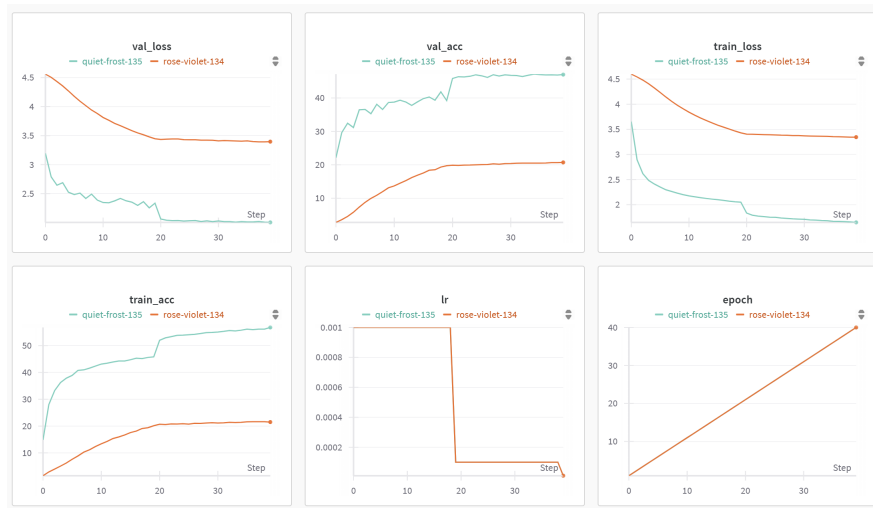 val_loss
quiet-frost-135 rose-violet-134
4.5
4
3.5
3
2.5
Step
0 10 20 30
val_acc
quiet-frost-135 rose-violet-134
40
30
20
10
Step
0 10 20 30
train_loss
quiet-frost-135 rose-violet-134
4.5
4
3.5
3
2.5
2
Step
0 10 20 30
train_acc
quiet-frost-135 rose-violet-134
50
40
30
20
10
Step
0 10 20 30
lr
quiet-frost-135 rose-violet-134
0.001
0.0008
0.0006
0.0004
0.0002
Step
0 10 20 30
epoch
quiet-frost-135 rose-violet-134
40
30
20
10
Step
0 10 20 30